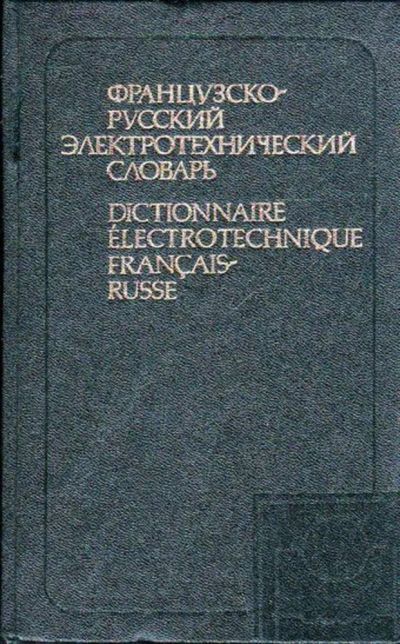 ФРАНЦУЗСКО-
РУССКИЙ
ЭЛЕКТРОТЕХНИЧЕСКИЙ
СЛОВАРЬ
DICTIONNAIRE
ÉLECTROTECHNIQUE
FRANÇAIS-
RUSSE